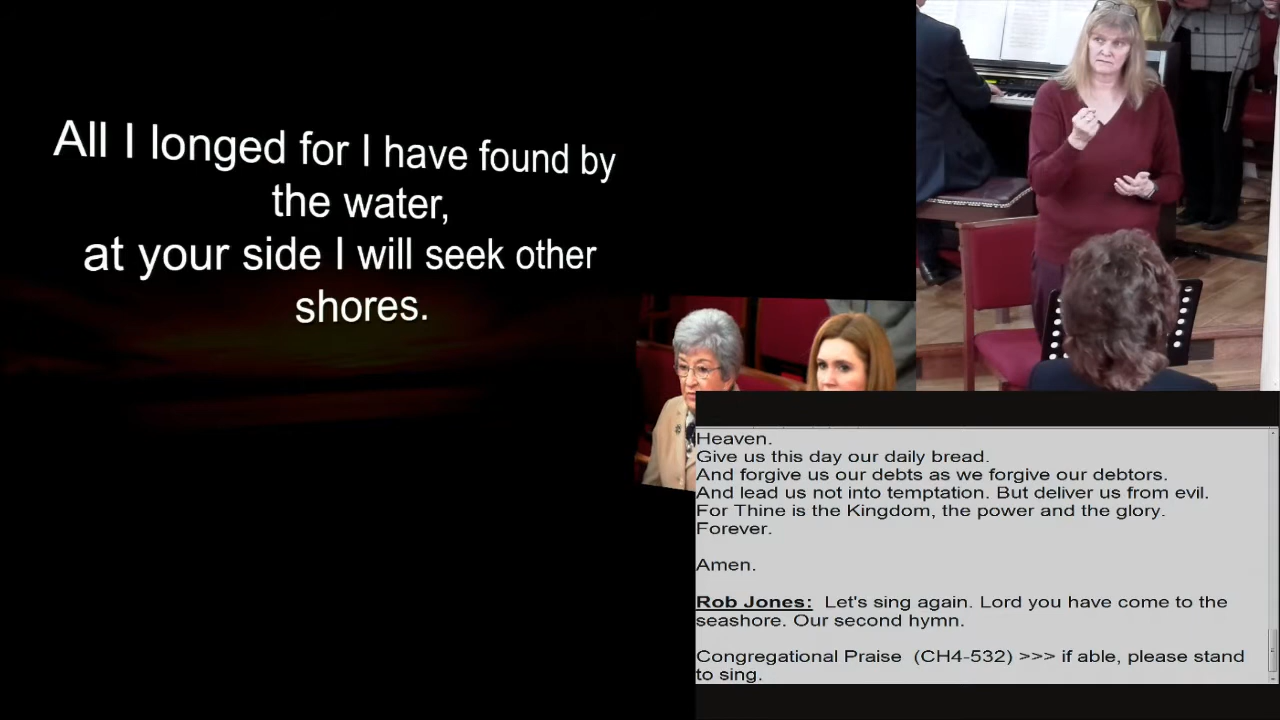 All I longed for I have found by
the water,
at your side I will seek other
shores.
Heaven.
Give us this day our daily bread.
And forgive us our debts as we forgive our debtors.
And lead us not into temptation. But deliver us from evil.
For Thine is the Kingdom, the power and the glory.
Forever.
Amen.
Rob Jones: Let's sing again. Lord you have come to the
seashore. Our second hymn.
Congregational Praise (CH4-532) >>> if able, please stand
to sing.